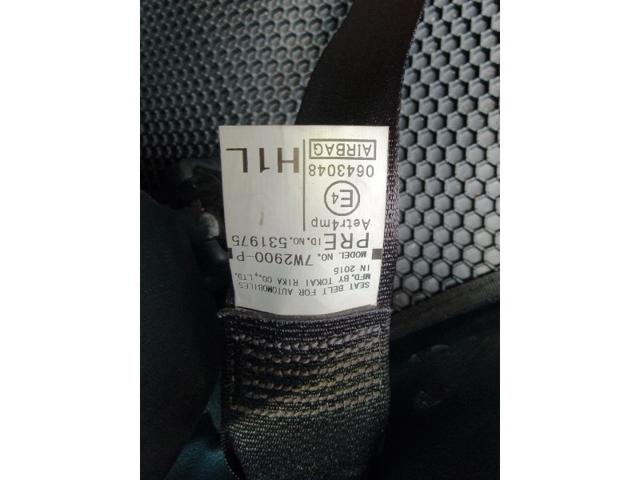 SEAT BELT FOR AUTOMOBILES
MFD. BY TOKAI RIKA CO., LTD.
IN 2015
MODEL NO. 7W2900-P
PRE ID.NO. 531975
Aetr4mp
E4 0643048
AIRBAG
H1L